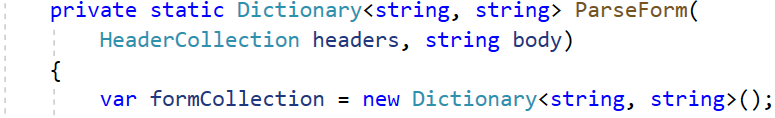 private static Dictionary<string, string> ParseForm(
HeaderCollection headers, string body)
{
var formCollection = new Dictionary<string, string>();